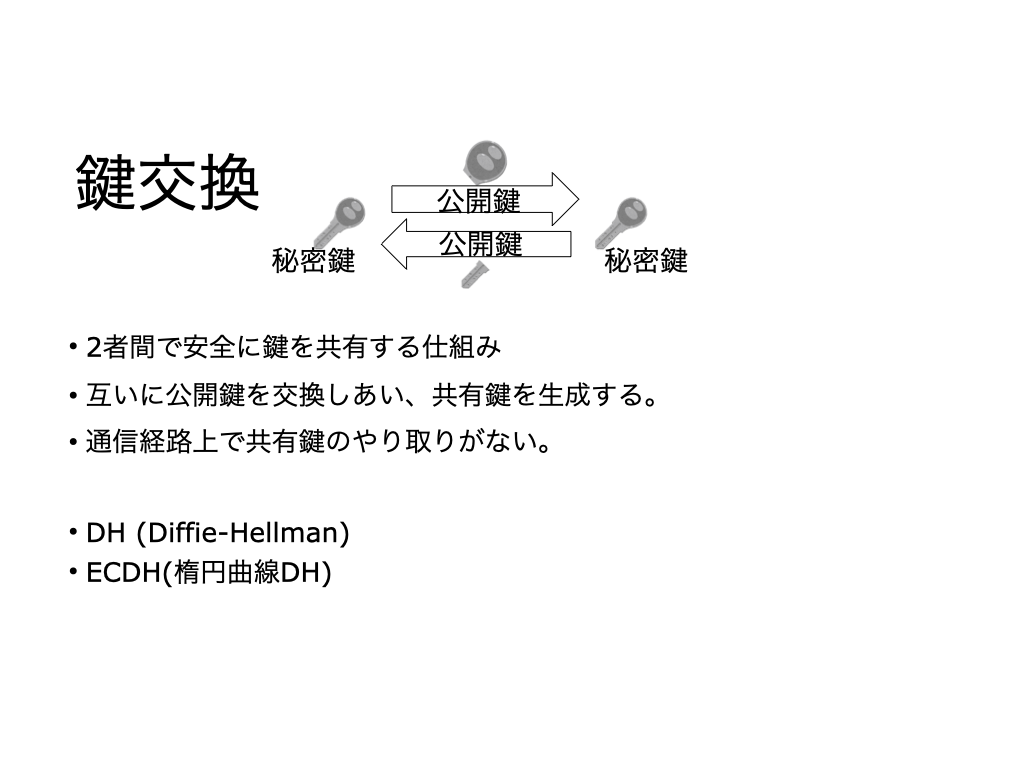 鍵交換
公開鍵
公開鍵
秘密鍵
秘密鍵
• 2者間で安全に鍵を共有する仕組み
• 互いに公開鍵を交換しあい、共有鍵を生成する。
• 通信経路上で共有鍵のやり取りがない。
• DH (Diffie-Hellman)
• ECDH(楕円曲線DH)